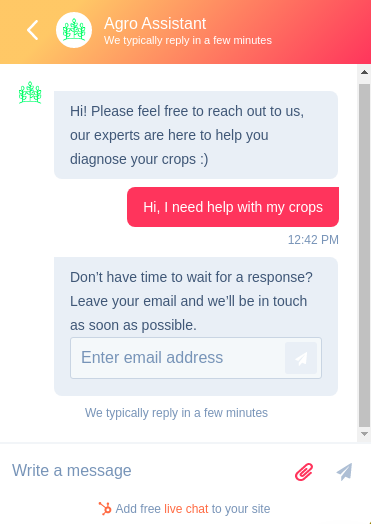 Agro Assistant
We typically reply in a few minutes
Hi! Please feel free to reach out to us,
our experts are here to help you
diagnose your crops :)
Hi, I need help with my crops
12:42 PM
Don’t have time to wait for a response?
Leave your email and we’ll be in touch
as soon as possible.
Enter email address
We typically reply in a few minutes
Write a message
Add free live chat to your site